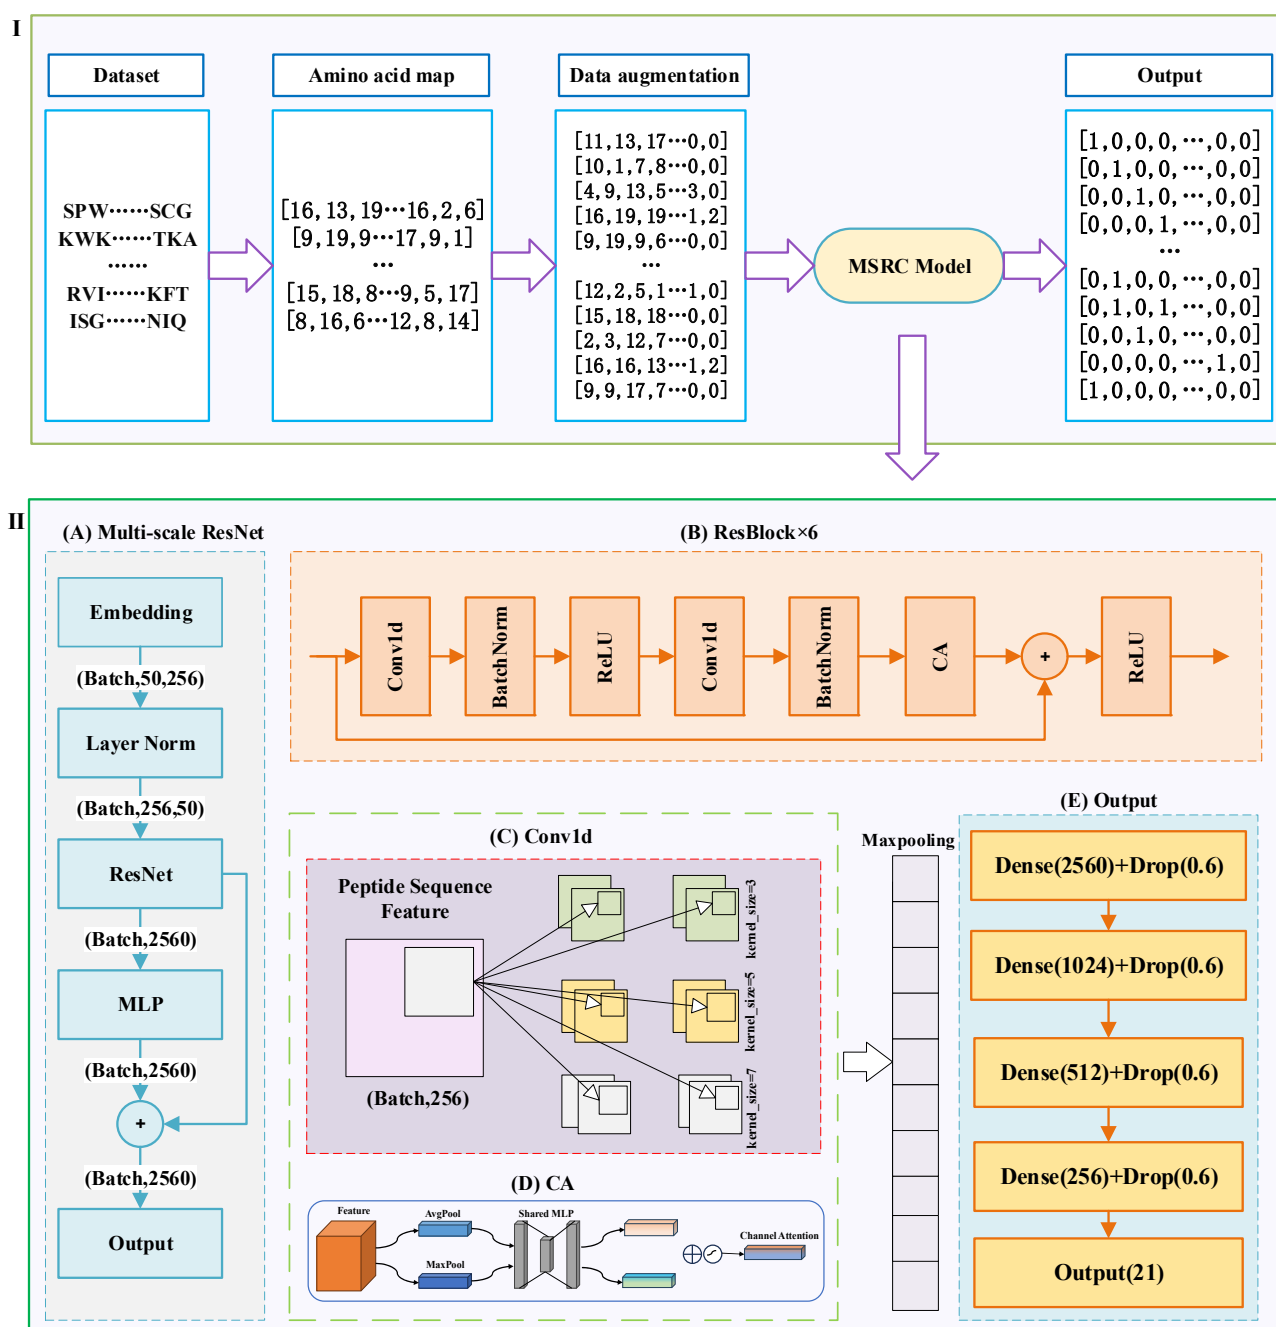 I
Dataset
Amino acid map
Data augmentation
Output
SPW······SCG
KWK······TKA
······
RVI······KFT
ISG······NIQ
[16,13,19···16,2,6]
[9,19,9···17,9,1]
···
[15,18,8···9,5,17]
[8,16,6···12,8,14]
[11,13,17···0,0]
[10,1,7,8···0,0]
[4,9,13,5···3,0]
[16,19,19···1,2]
[9,19,9,6···0,0]
···
[12,2,5,1···1,0]
[15,18,18···0,0]
[2,3,12,7···0,0]
[16,16,13···1,2]
[9,9,17,7···0,0]
MSRC Model
[1,0,0,0,···,0,0]
[0,1,0,0,···,0,0]
[0,0,1,0,···,0,0]
[0,0,0,1,···,0,0]
···
[0,1,0,0,···,0,0]
[0,1,0,1,···,0,0]
[0,0,1,0,···,0,0]
[0,0,0,0,···,1,0]
[1,0,0,0,···,0,0]
II
(A) Multi-scale ResNet
Embedding
(Batch,50,256)
Layer Norm
(Batch,256,50)
ResNet
(Batch,2560)
MLP
(Batch,2560)
+
(Batch,2560)
Output
(B) ResBlock×6
Conv1d
BatchNorm
ReLU
Conv1d
BatchNorm
CA
+
ReLU
(C) Conv1d
Peptide Sequence
Feature
(Batch,256)
kernel_size=3
kernel_size=5
kernel_size=7
(D) CA
Feature
AvgPool
MaxPool
Shared MLP
Channel Attention
Maxpooling
(E) Output
Dense(2560)+Drop(0.6)
Dense(1024)+Drop(0.6)
Dense(512)+Drop(0.6)
Dense(256)+Drop(0.6)
Output(21)